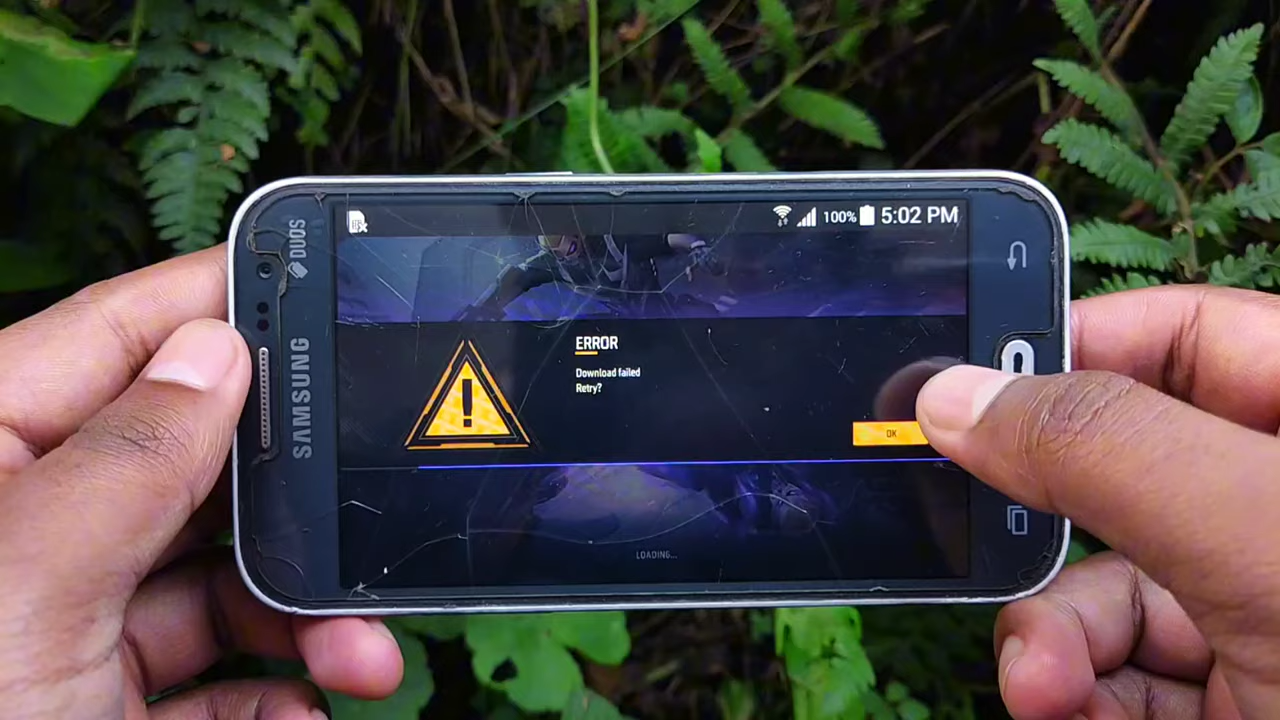 DUOS
SAMSUNG
100% 5:02 PM
ERROR
Download failed
Retry?
OK
LOADING...